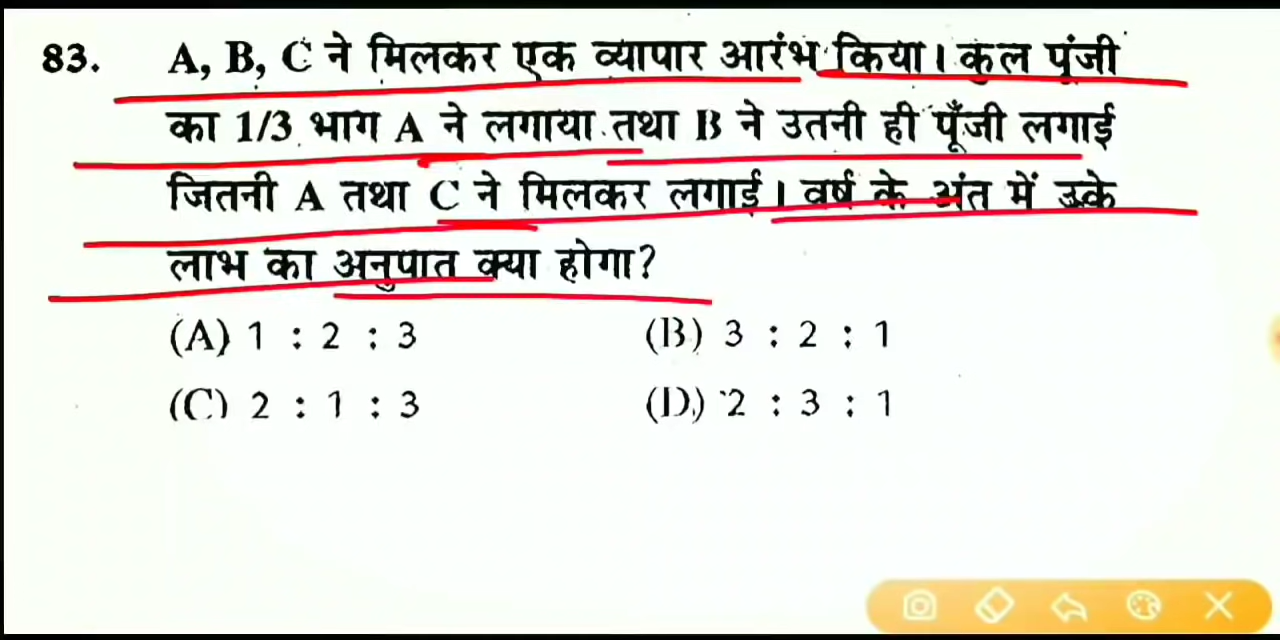 83. A, B, C ने मिलकर एक व्यापार आरंभ किया। कुल पूंजी
का 1/3 भाग A ने लगाया तथा B ने उतनी ही पूँजी लगाई
जितनी A तथा C ने मिलकर लगाई। वर्ष के अंत में उके
लाभ का अनुपात क्या होगा?
(A) 1 : 2 : 3 (B) 3 : 2 : 1
(C) 2 : 1 : 3 (D) 2 : 3 : 1